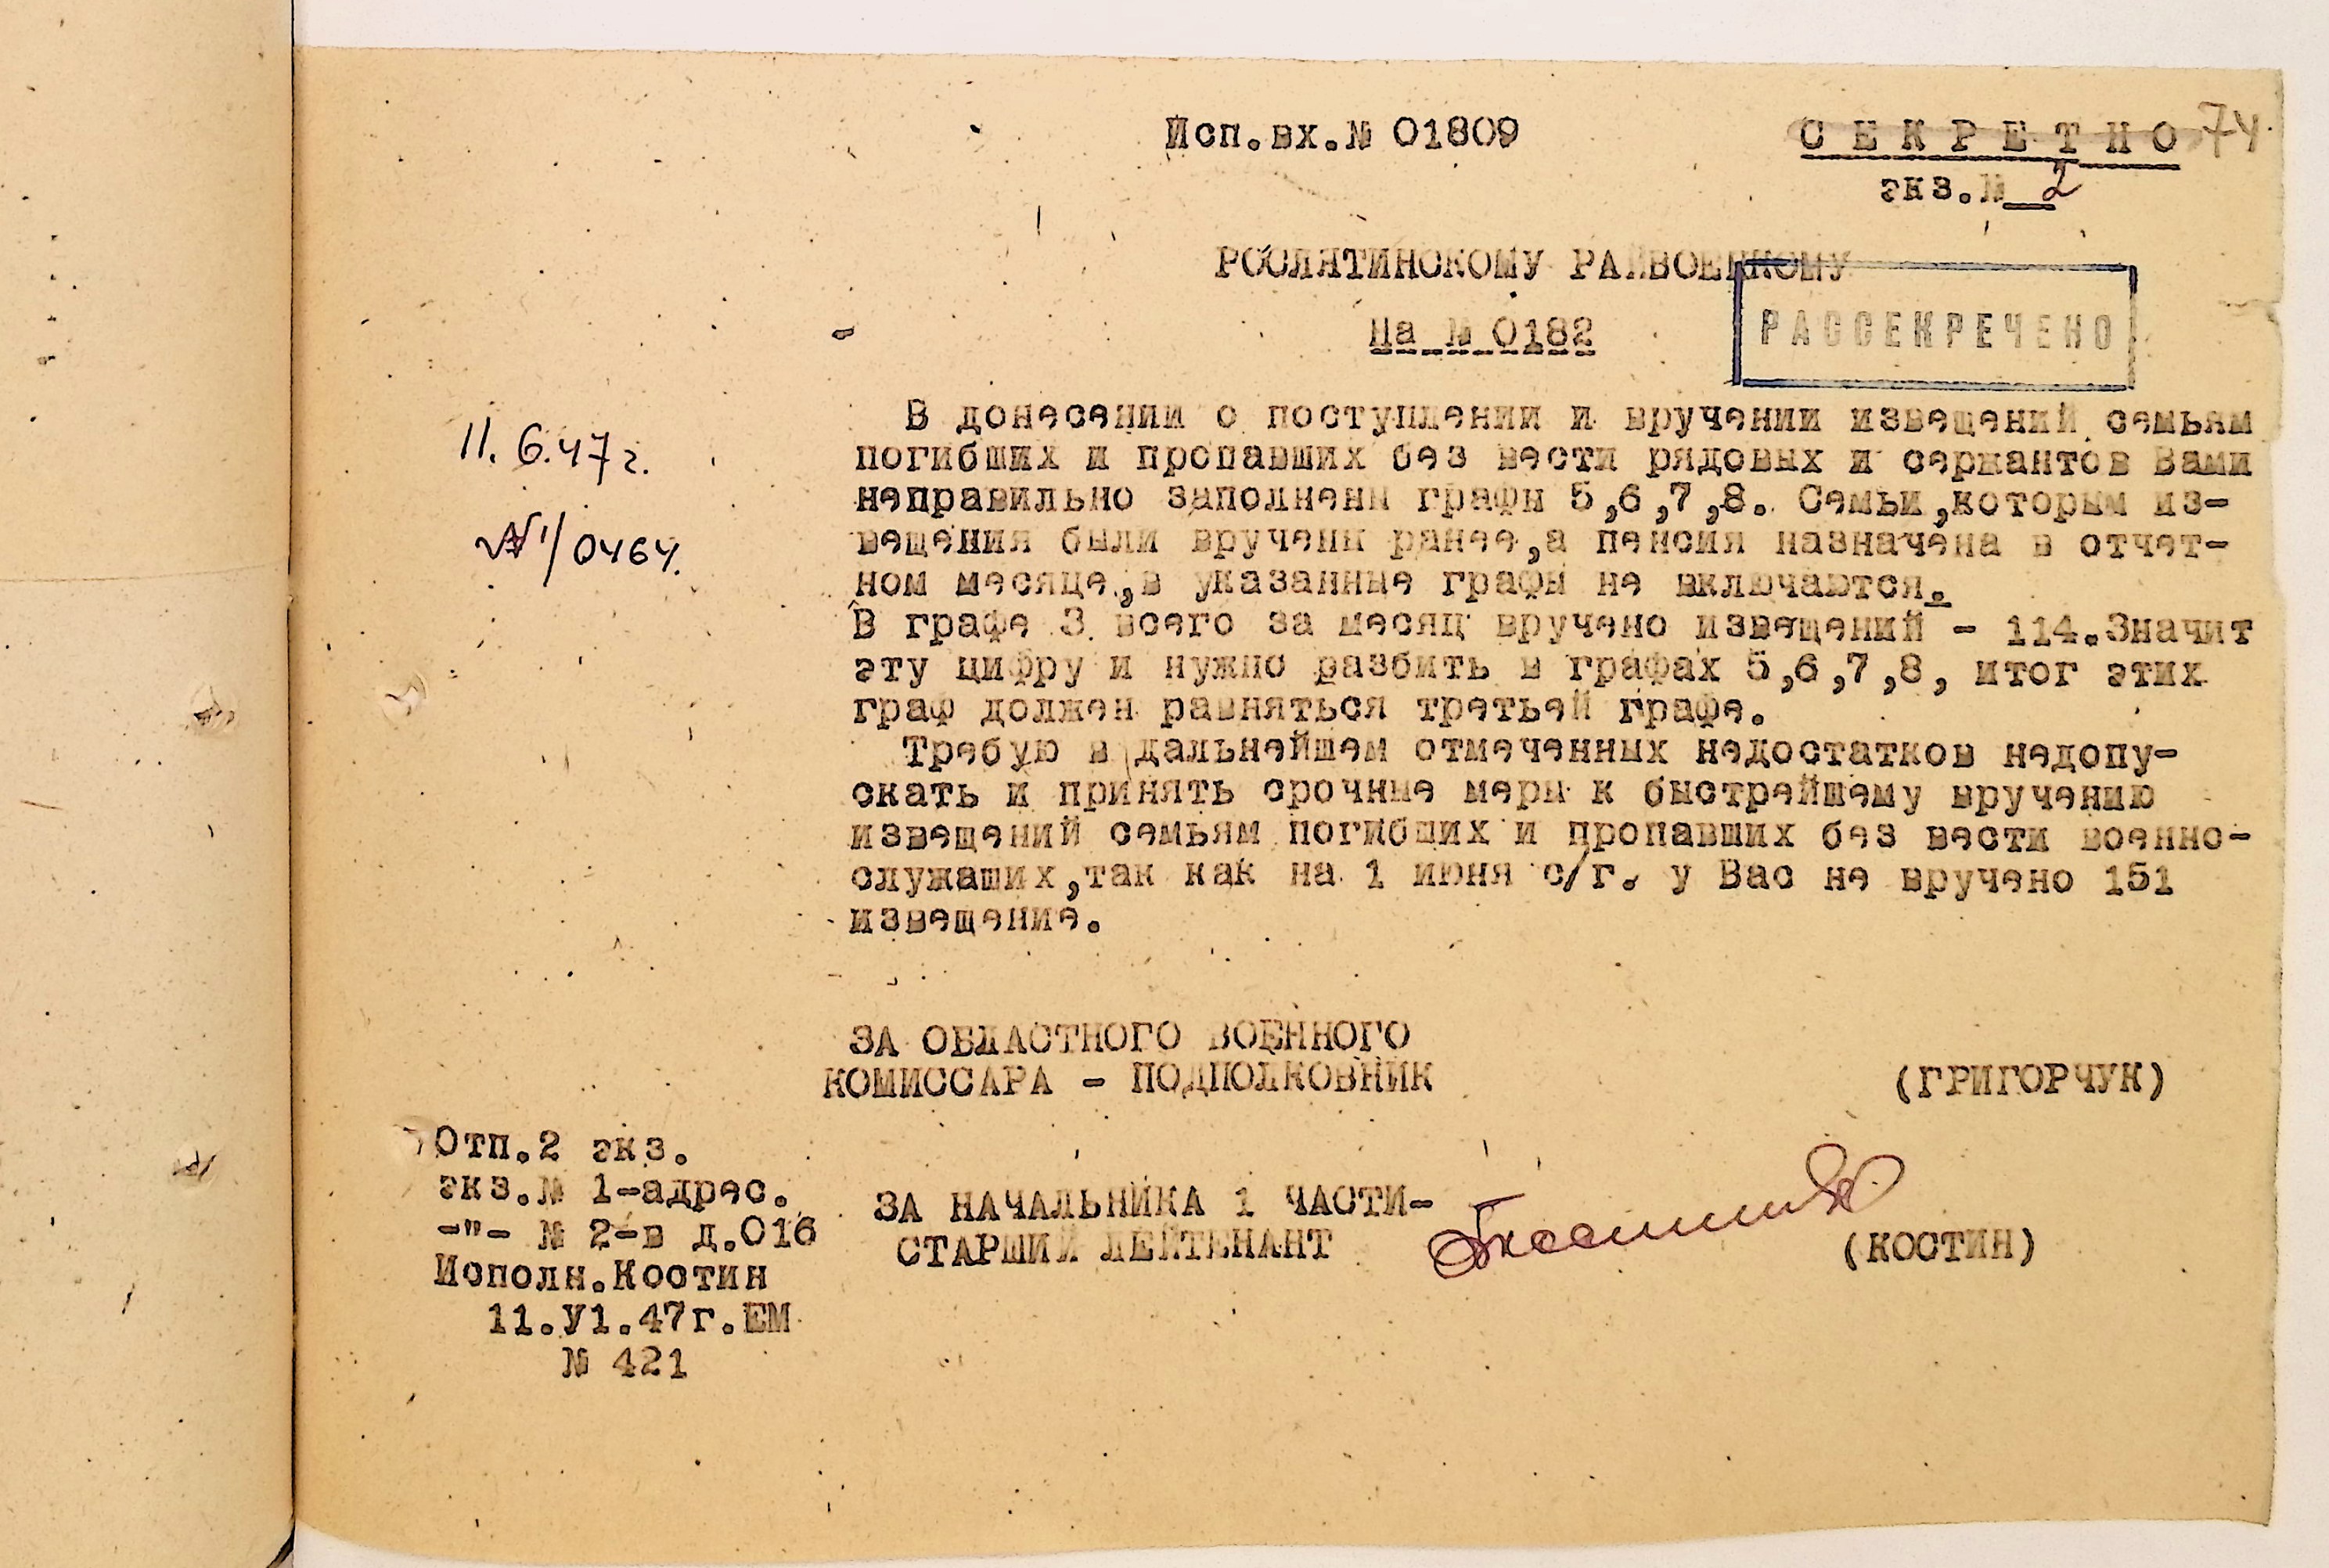 Исп.вх.№ 01809
С Е К Р Е Т Н О 74.
экз.№ 2
РОСЛЯТИНСКОМУ РАЙВОЕНКОМУ
На № 0182
РАССЕКРЕЧЕНО
11. 6.47 г.
№ 1/0464.
В донесении о поступлении и вручении извещений семьям
погибших и пропавших без вести рядовых и сержантов Вами
неправильно заполнены графы 5,6,7,8. Семьи,которым из-
вещения были вручены ранее,а пенсия назначена в отчет-
ном месяце,в указанные графы не включаются.
В графе 3 всего за месяц вручено извещений - 114.Значит
эту цифру и нужно разбить в графах 5,6,7,8, итог этих
граф должен равняться третьей графе.
Требую в дальнейшем отмеченных недостатков недопу-
скать и принять срочные меры к быстрейшему вручению
извещений семьям погибших и пропавших без вести военно-
служаших,так как на 1 июня с/г. у Вас не вручено 151
извещение.
ЗА ОБЛАСТНОГО ВОЕННОГО
КОМИССАРА - ПОДПОЛКОВНИК (ГРИГОРЧУК)
ЗА НАЧАЛЬНИКА 1 ЧАСТИ-
СТАРШИЙ ЛЕЙТЕНАНТ (КОСТИН)
Отп.2 экз.
экз.№ 1-адрес.
-"- № 2-в д.016
Исполн.Костин
11.У1.47г.ЕМ
№ 421